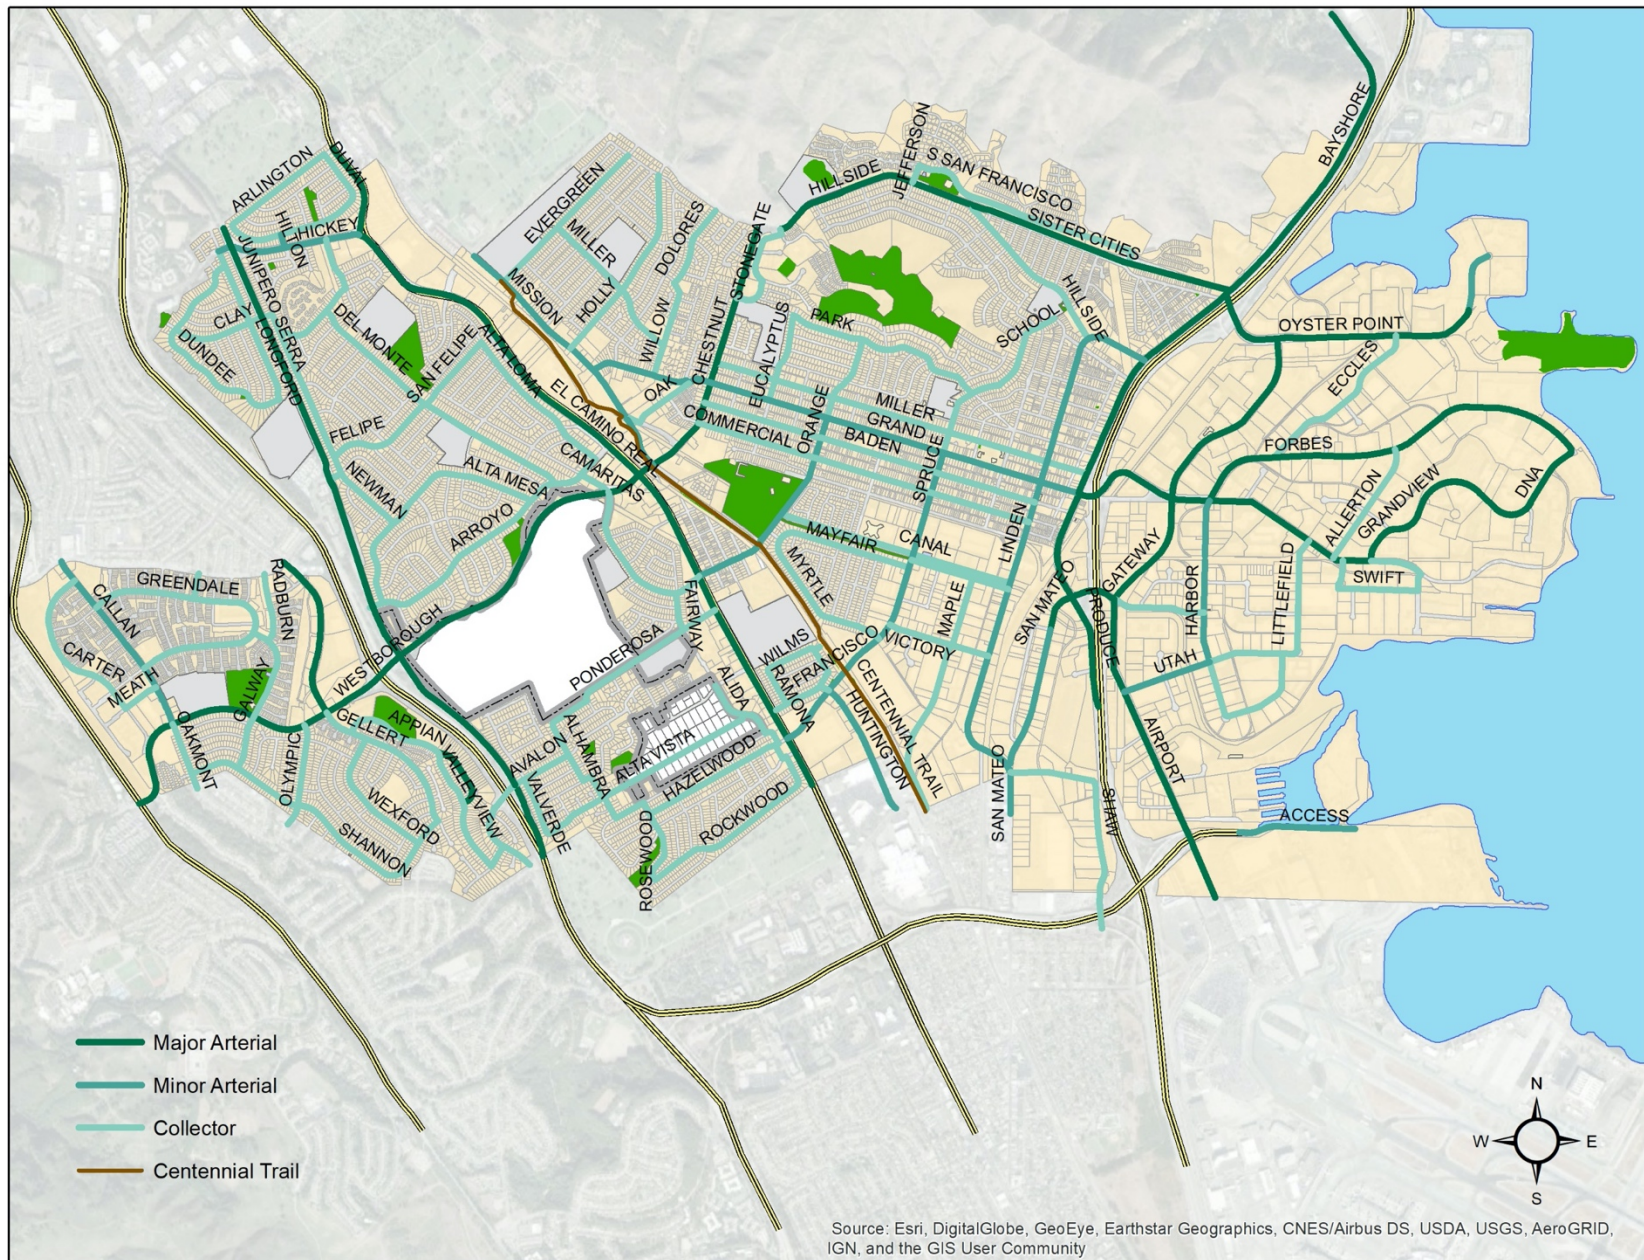 BAYSHORE
JEFFERSON
S SAN FRANCISCO
HILLSIDE
SISTER CITIES
ARLINGTON
DUVAL
HICKEY
HILTON
JUNIPERO SERRA
CLAY
LONGFORD
DUNDEE
DEL MONTE
SAN FELIPE
FELIPE
NEWMAN
ALTA LOMA
ALTA MESA
ARROYO
CAMARITAS
EL CAMINO REAL
EVERGREEN
MILLER
MISSION
HOLLY
DOLORES
WILLOW
OAK
STONEGATE
CHESTNUT
EUCALYPTUS
PARK
ORANGE
COMMERCIAL
MILLER
GRAND
BADEN
SPRUCE
SCHOOL
HILLSIDE
LINDEN
OYSTER POINT
ECCLES
FORBES
ALLERTON
GRANDVIEW
DNA
SWIFT
LITTLEFIELD
HARBOR
UTAH
GATEWAY
PRODUCE
AIRPORT
SAN MATEO
MAYFAIR
CANAL
MYRTLE
MAPLE
VICTORY
FRANCISCO
WILMS
RAMONA
CENTENNIAL TRAIL
HUNTINGTON
SAN MATEO
SHAW
ACCESS
FAIRWAY
PONDEROSA
ALIDA
ALTA VISTA
HAZELWOOD
ROCKWOOD
ROSEWOOD
ALHAMBRA
AVALON
VALVERDE
WESTBOROUGH
GREENDALE
RADBURN
CALLAN
CARTER
MEATH
GALWAY
OAKMONT
OLYMPIC
GELLERT
APPIAN
VALLEYVIEW
WEXFORD
SHANNON
Major Arterial
Minor Arterial
Collector
Centennial Trail
N
W E
S
Source: Esri, DigitalGlobe, GeoEye, Earthstar Geographics, CNES/Airbus DS, USDA, USGS, AeroGRID,
IGN, and the GIS User Community